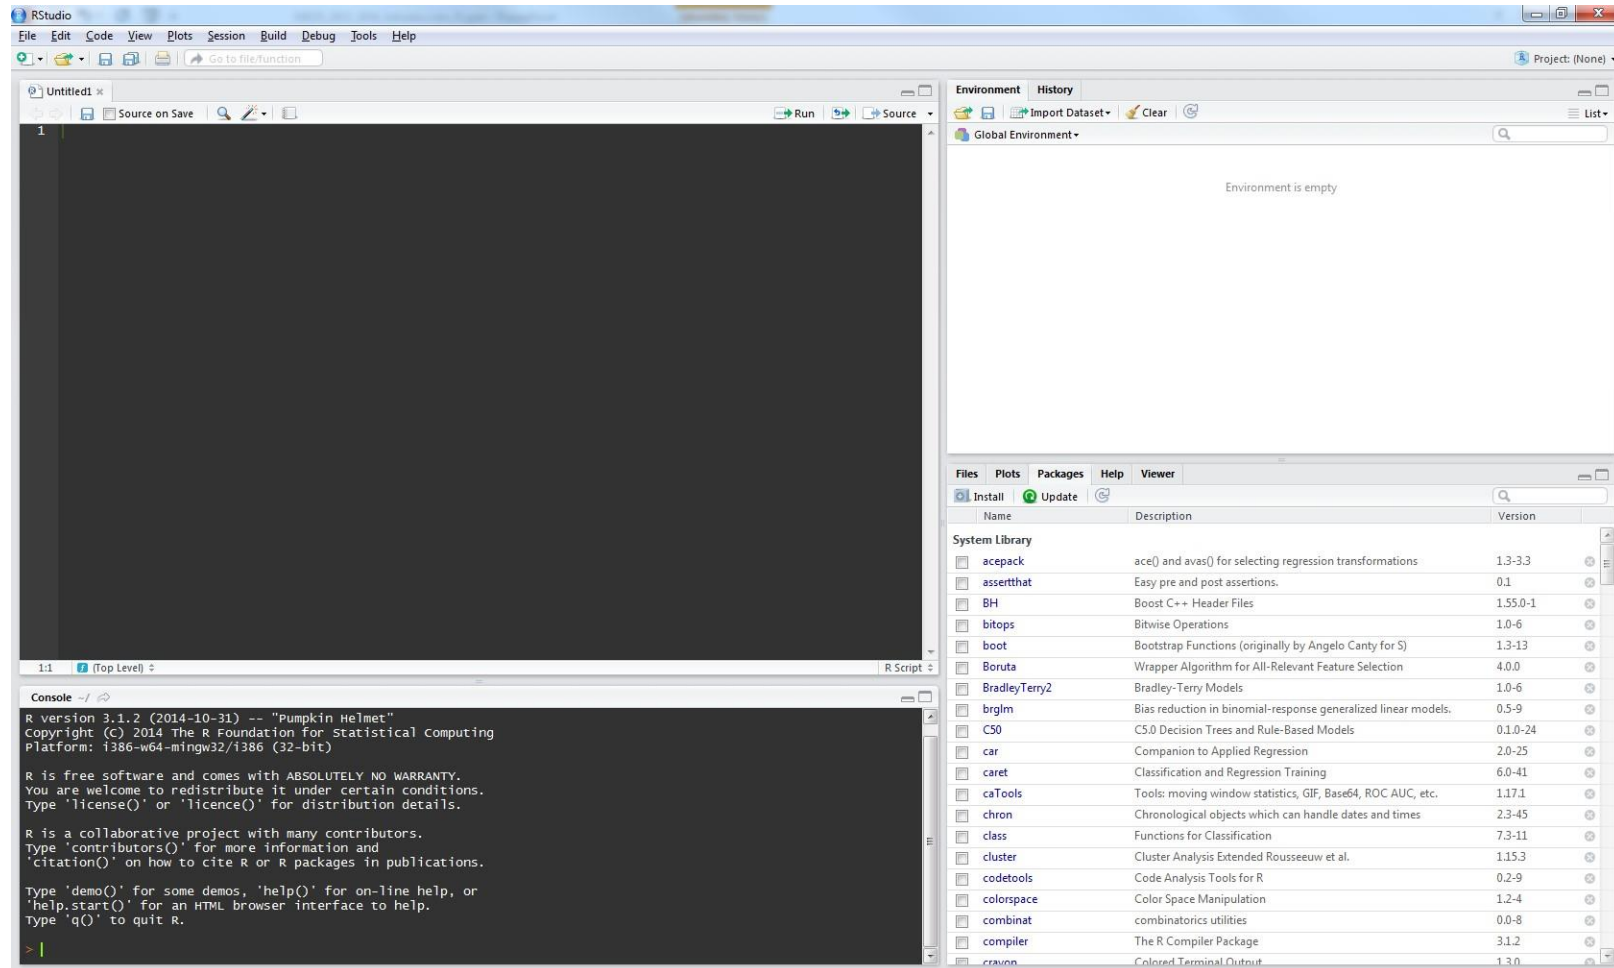 RStudio
File Edit Code View Plots Session Build Debug Tools Help
Go to file/function
Project: (None)
Untitled1
Source on Save
Run
Source
1
1:1 (Top Level)
R Script
Console ~/
R version 3.1.2 (2014-10-31) -- "Pumpkin Helmet"
Copyright (C) 2014 The R Foundation for Statistical Computing
Platform: i386-w64-mingw32/i386 (32-bit)
R is free software and comes with ABSOLUTELY NO WARRANTY.
You are welcome to redistribute it under certain conditions.
Type 'license()' or 'licence()' for distribution details.
R is a collaborative project with many contributors.
Type 'contributors()' for more information and
'citation()' on how to cite R or R packages in publications.
Type 'demo()' for some demos, 'help()' for on-line help, or
'help.start()' for an HTML browser interface to help.
Type 'q()' to quit R.
>
Environment History
Import Dataset Clear
List
Global Environment
Environment is empty
Files Plots Packages Help Viewer
Install Update
Name Description Version
System Library
acepack ace() and avas() for selecting regression transformations 1.3-3.3
assertthat Easy pre and post assertions. 0.1
BH Boost C++ Header Files 1.55.0-1
bitops Bitwise Operations 1.0-6
boot Bootstrap Functions (originally by Angelo Canty for S) 1.3-13
Boruta Wrapper Algorithm for All-Relevant Feature Selection 4.0.0
BradleyTerry2 Bradley-Terry Models 1.0-6
brglm Bias reduction in binomial-response generalized linear models. 0.5-9
C50 C5.0 Decision Trees and Rule-Based Models 0.1.0-24
car Companion to Applied Regression 2.0-25
caret Classification and Regression Training 6.0-41
caTools Tools: moving window statistics, GIF, Base64, ROC AUC, etc. 1.17.1
chron Chronological objects which can handle dates and times 2.3-45
class Functions for Classification 7.3-11
cluster Cluster Analysis Extended Rousseeuw et al. 1.15.3
codetools Code Analysis Tools for R 0.2-9
colorspace Color Space Manipulation 1.2-4
combinat combinatorics utilities 0.0-8
compiler The R Compiler Package 3.1.2
crayon Colored Terminal Output 1.3.0